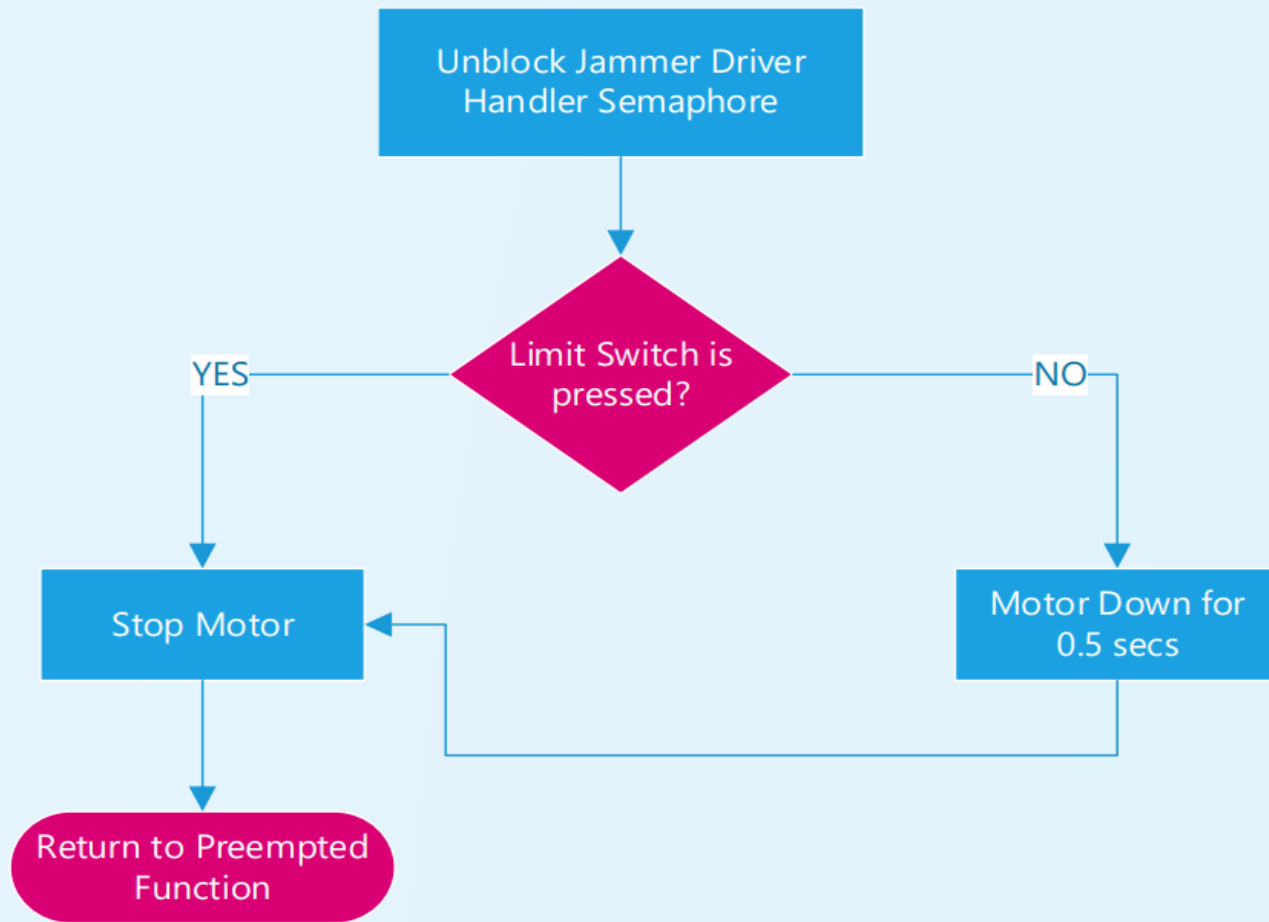 Unblock Jammer Driver
Handler Semaphore
Limit Switch is
pressed?
YES
NO
Stop Motor
Motor Down for
0.5 secs
Return to Preempted
Function